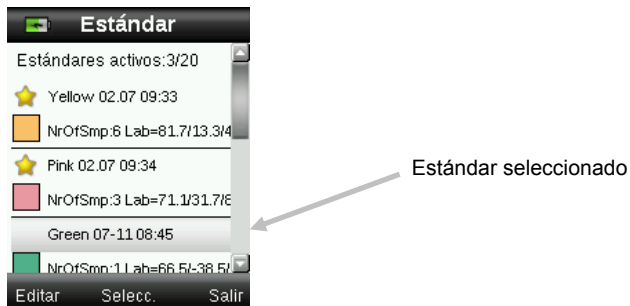 Estándar
Estándares activos:3/20
Yellow 02.07 09:33
NrOfSmp:6 Lab=81.7/13.3/4
Pink 02.07 09:34
NrOfSmp:3 Lab=71.1/31.7/8
Green 07-11 08:45
NrOfSmp:1 Lab=66.5/-38.5/
Editar Selecc. Salir
Estándar seleccionado